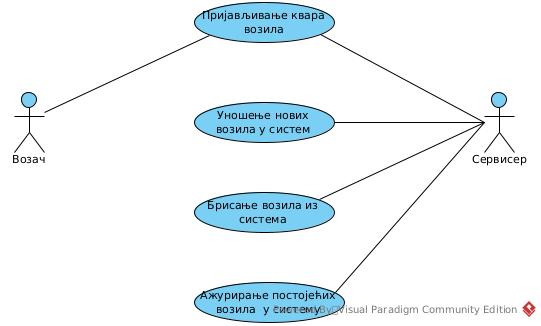 Пријављивање квара
возила
Уношење нових
возила у систем
Возач
Сервисер
Брисање возила из
система
Ажурирање постојећих
возила у систему
Powered By Visual Paradigm Community Edition